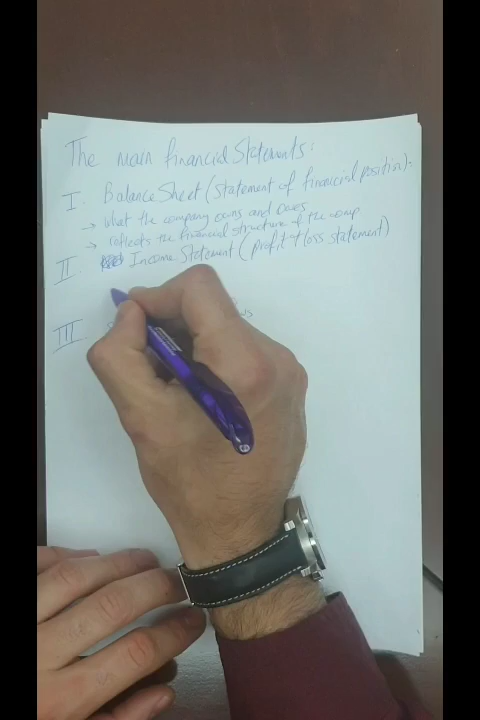 The main financial Statements:
I. Balance Sheet (Statement of financial position):
→ what the company owns and owes
→ reflects the financial structure of the comp
II. Income Statement (profit + loss statement)
III